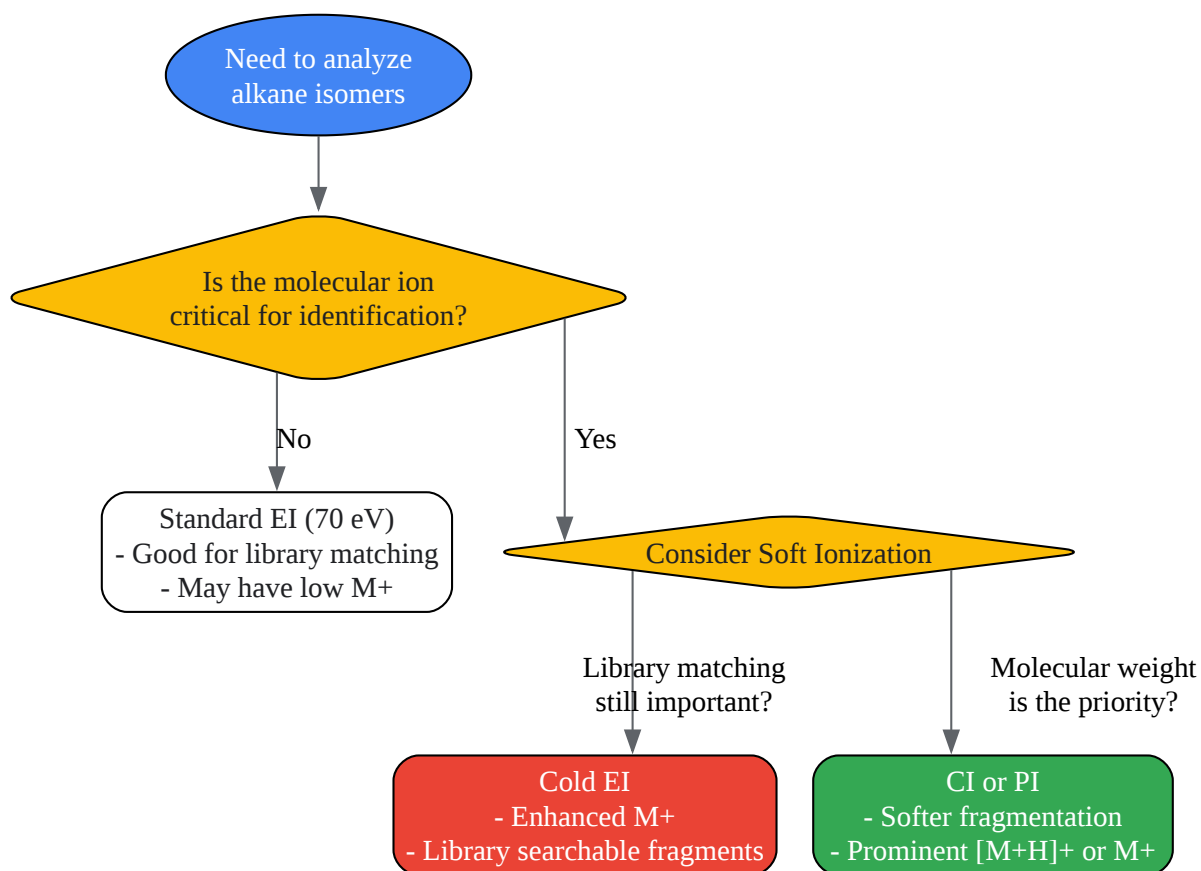 Need to analyze
alkane isomers
Is the molecular ion
critical for identification?
No
Yes
Standard EI (70 eV)
- Good for library matching
- May have low M+
Consider Soft Ionization
Library matching
still important?
Molecular weight
is the priority?
Cold EI
- Enhanced M+
- Library searchable fragments
CI or PI
- Softer fragmentation
- Prominent [M+H]+ or M+